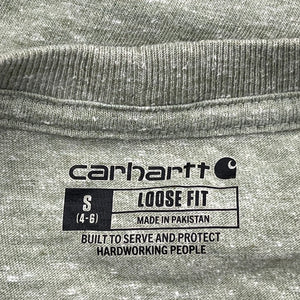 carhartt
S
(4-6)
LOOSE FIT
MADE IN PAKISTAN
BUILT TO SERVE AND PROTECT
HARDWORKING PEOPLE